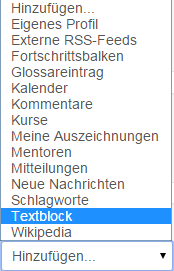 Hinzufügen...
Eigenes Profil
Externe RSS-Feeds
Fortschrittsbalken
Glossareintrag
Kalender
Kommentare
Kurse
Meine Auszeichnungen
Mentoren
Mitteilungen
Neue Nachrichten
Schlagworte
Textblock
Wikipedia
Hinzufügen...